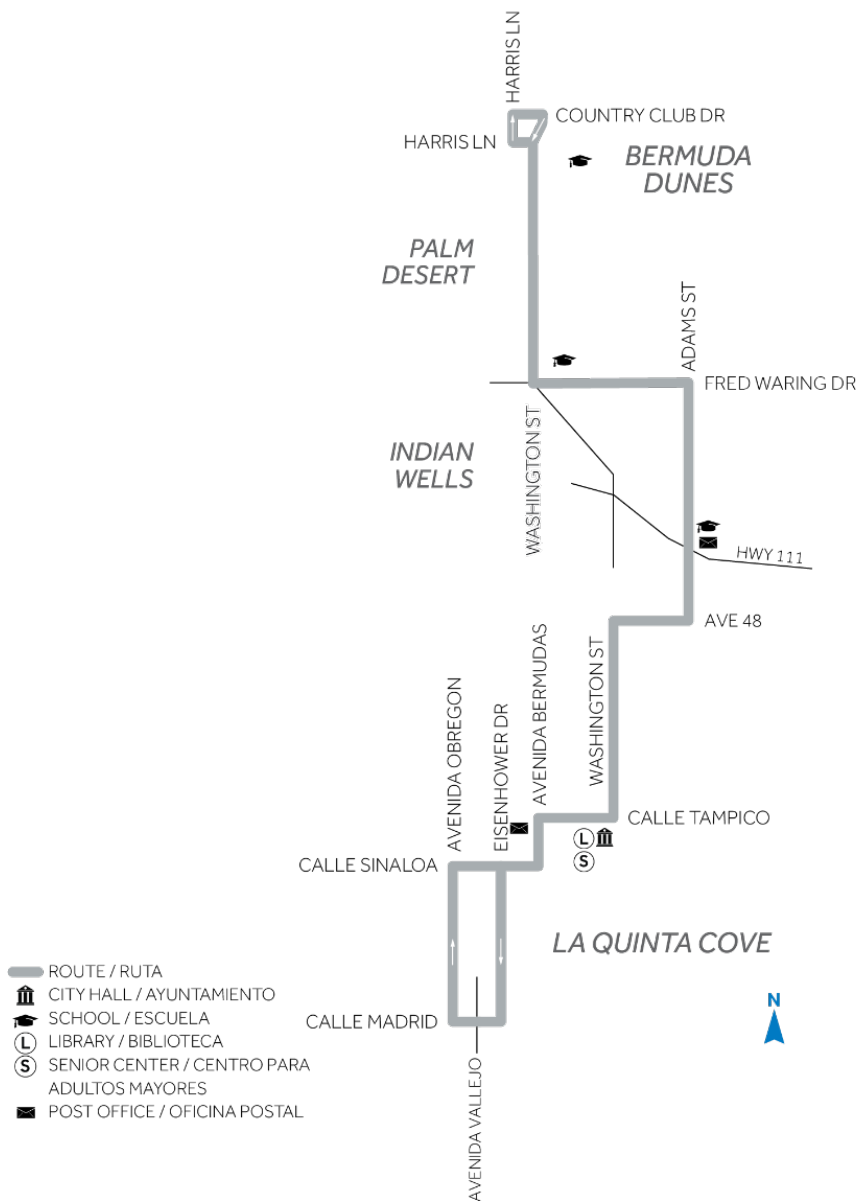 HARRIS LN
COUNTRY CLUB DR
HARRIS LN
BERMUDA
DUNES
PALM
DESERT
ADAMS ST
FRED WARING DR
INDIAN
WELLS
WASHINGTON ST
HWY 111
AVE 48
AVENIDA OBREGON
EISENHOWER DR
AVENIDA BERMUDAS
WASHINGTON ST
CALLE TAMPICO
L
S
CALLE SINALOA
LA QUINTA COVE
CALLE MADRID
AVENIDA VALLEJO
N
ROUTE / RUTA
CITY HALL / AYUNTAMIENTO
SCHOOL / ESCUELA
L LIBRARY / BIBLIOTECA
S SENIOR CENTER / CENTRO PARA
ADULTOS MAYORES
POST OFFICE / OFICINA POSTAL